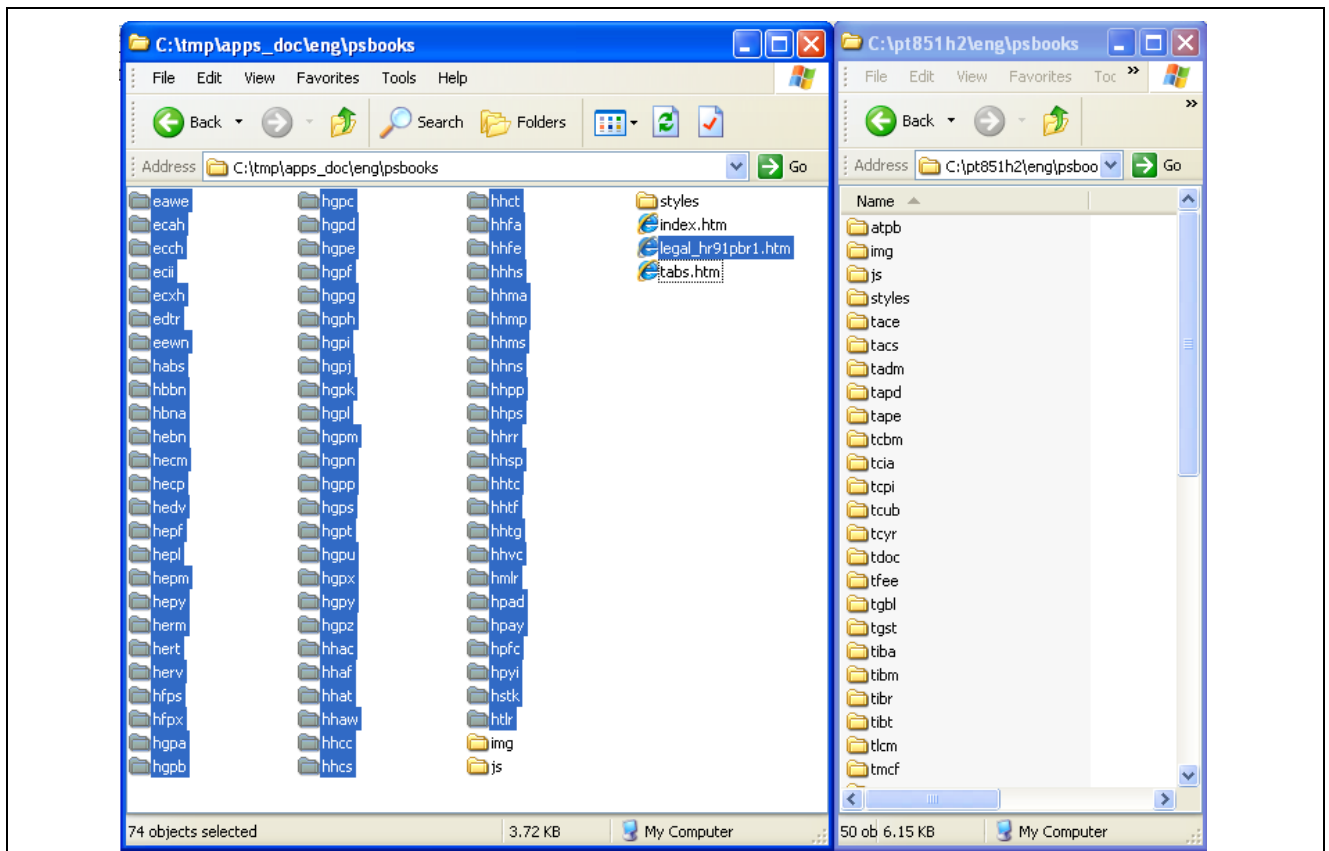 C:\tmp\apps_doc\eng\psbooks
File Edit View Favorites Tools Help
Back Search Folders
Address C:\tmp\apps_doc\eng\psbooks Go
eawe
ecah
ecch
ecii
ecxh
edtr
eewn
habs
hbbn
hbna
hebn
hecm
hecp
hedv
hepf
hepl
hepm
hepy
herm
hert
herv
hfps
hfpx
hgpa
hgpb
hgpc
hgpd
hgpe
hgpf
hgpg
hgph
hgpi
hgpj
hgpk
hgpl
hgpm
hgpn
hgpp
hgps
hgpt
hgpu
hgpx
hgpy
hgpz
hhac
hhaf
hhat
hhaw
hhcc
hhcs
hhct
hhfa
hhfe
hhhs
hhma
hhmp
hhms
hhns
hhpp
hhps
hhrr
hhsp
hhtc
hhtf
hhtg
hhvc
hmlr
hpad
hpay
hpfc
hpyi
hstk
htlr
img
js
styles
index.htm
legal_hr91pbr1.htm
tabs.htm
74 objects selected 3.72 KB My Computer
C:\pt851h2\eng\psbooks
File Edit View Favorites Toc »
Back »
Address C:\pt851h2\eng\psboo Go
Name
atpb
img
js
styles
tace
tacs
tadm
tapd
tape
tcbm
tcia
tcpi
tcub
tcyr
tdoc
tfee
tgbl
tgst
tiba
tibm
tibr
tibt
tlcm
tmcf
50 ob 6.15 KB My Computer